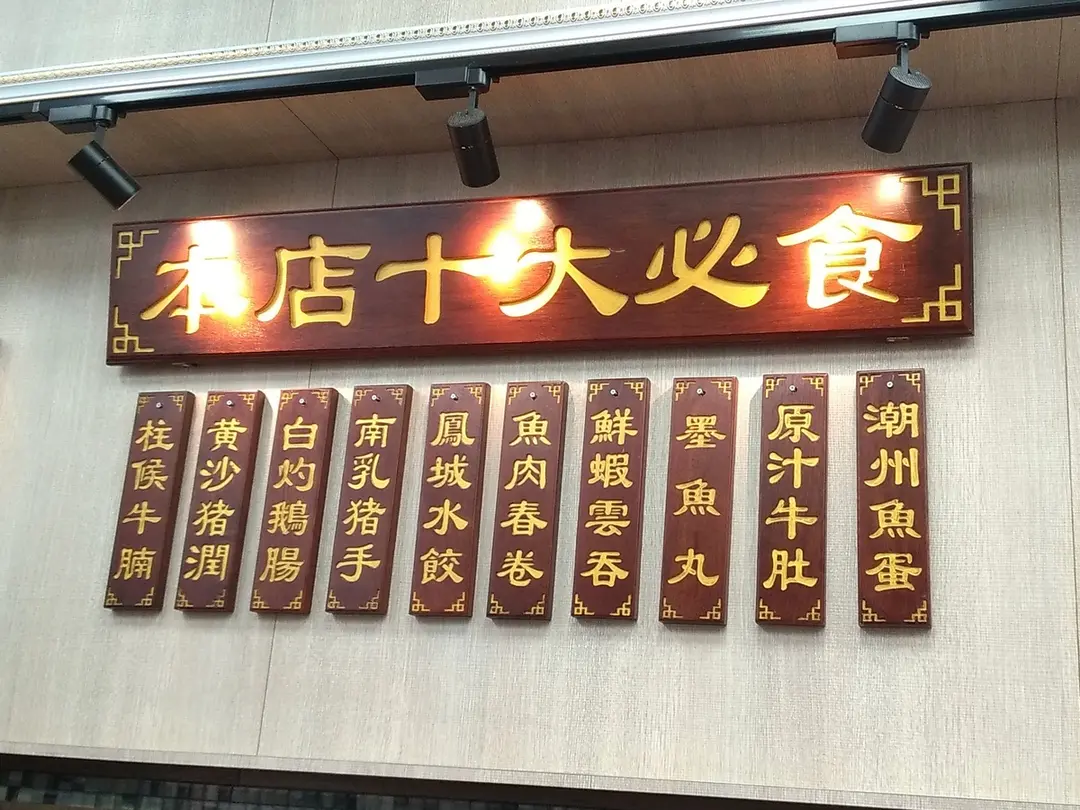 本店十大必食
柱侯牛腩
黃沙猪潤
白灼鵝腸
南乳猪手
鳳城水餃
魚肉春卷
鮮蝦雲吞
墨魚丸
原汁牛肚
潮州魚蛋